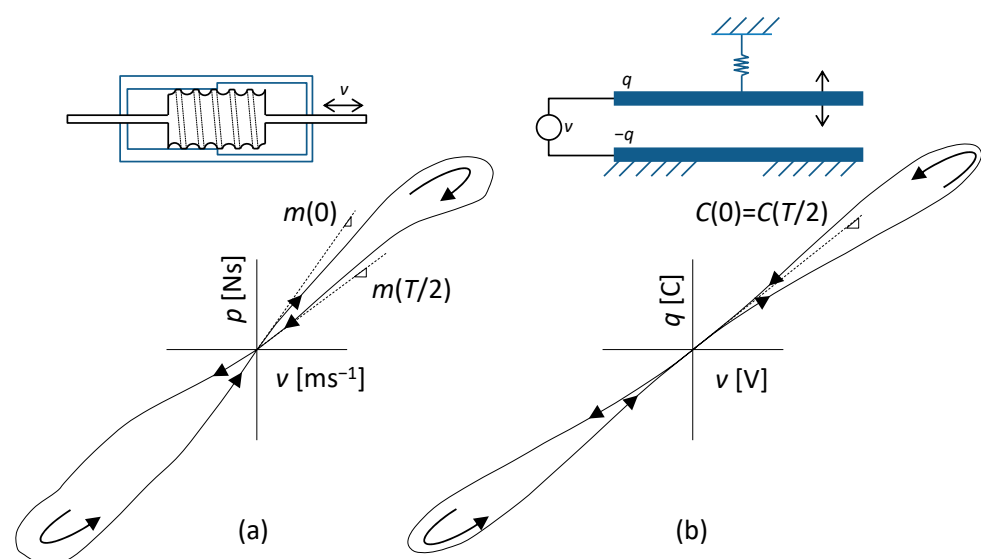 v
q
v
–q
m(0)
C(0)=C(T/2)
m(T/2)
p [Ns]
q [C]
v [ms⁻¹]
v [V]
(a)
(b)